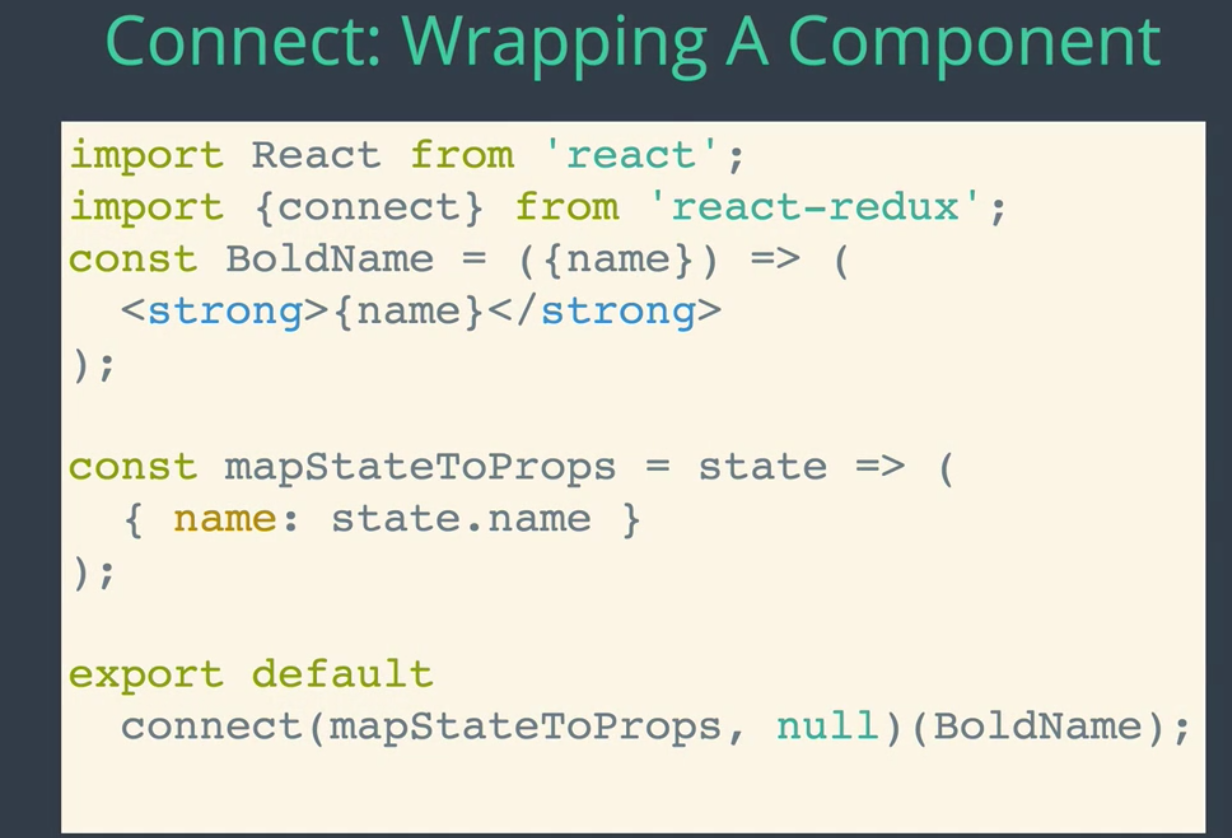 Connect: Wrapping A Component
import React from 'react';
import {connect} from 'react-redux';
const BoldName = ({name}) => (
  <strong>{name}</strong>
);
const mapStateToProps = state => (
  { name: state.name }
);
export default
  connect(mapStateToProps, null)(BoldName);